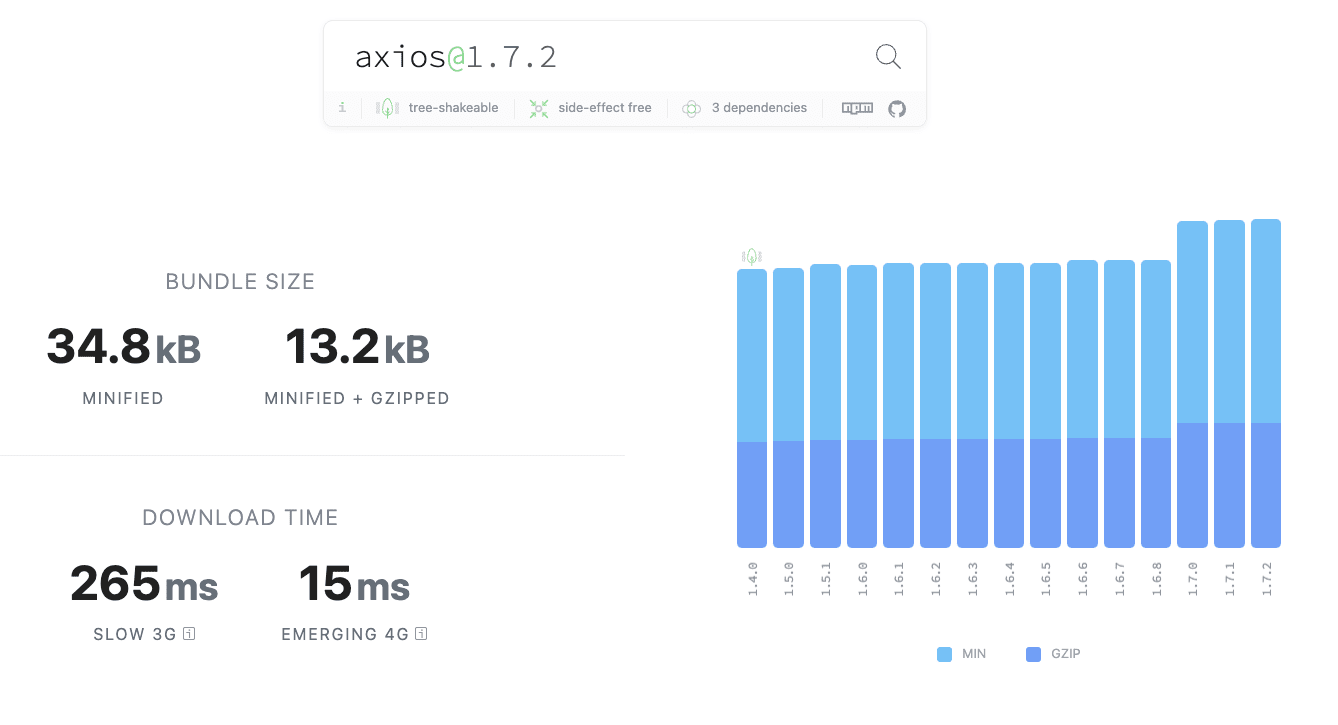 axios@1.7.2
i tree-shakeable side-effect free 3 dependencies npm
BUNDLE SIZE
34.8 kB 13.2 kB
MINIFIED MINIFIED + GZIPPED
DOWNLOAD TIME
265 ms 15 ms
SLOW 3G i EMERGING 4G i
1.4.0 1.5.0 1.5.1 1.6.0 1.6.1 1.6.2 1.6.3 1.6.4 1.6.5 1.6.6 1.6.7 1.6.8 1.7.0 1.7.1 1.7.2
MIN GZIP